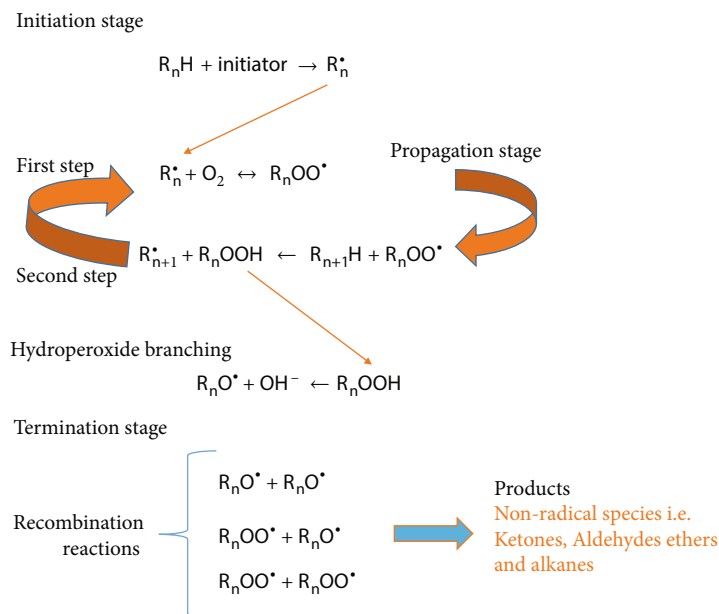 Initiation stage
RₙH + initiator → Rₙ•
First step
Rₙ• + O₂ ↔ RₙOO•
Propagation stage
R•ₙ₊₁ + RₙOOH ← Rₙ₊₁H + RₙOO•
Second step
Hydroperoxide branching
RₙO• + OH⁻ ← RₙOOH
Termination stage
Recombination
reactions
RₙO• + RₙO•
RₙOO• + RₙO•
RₙOO• + RₙOO•
Products
Non-radical species i.e.
Ketones, Aldehydes ethers
and alkanes